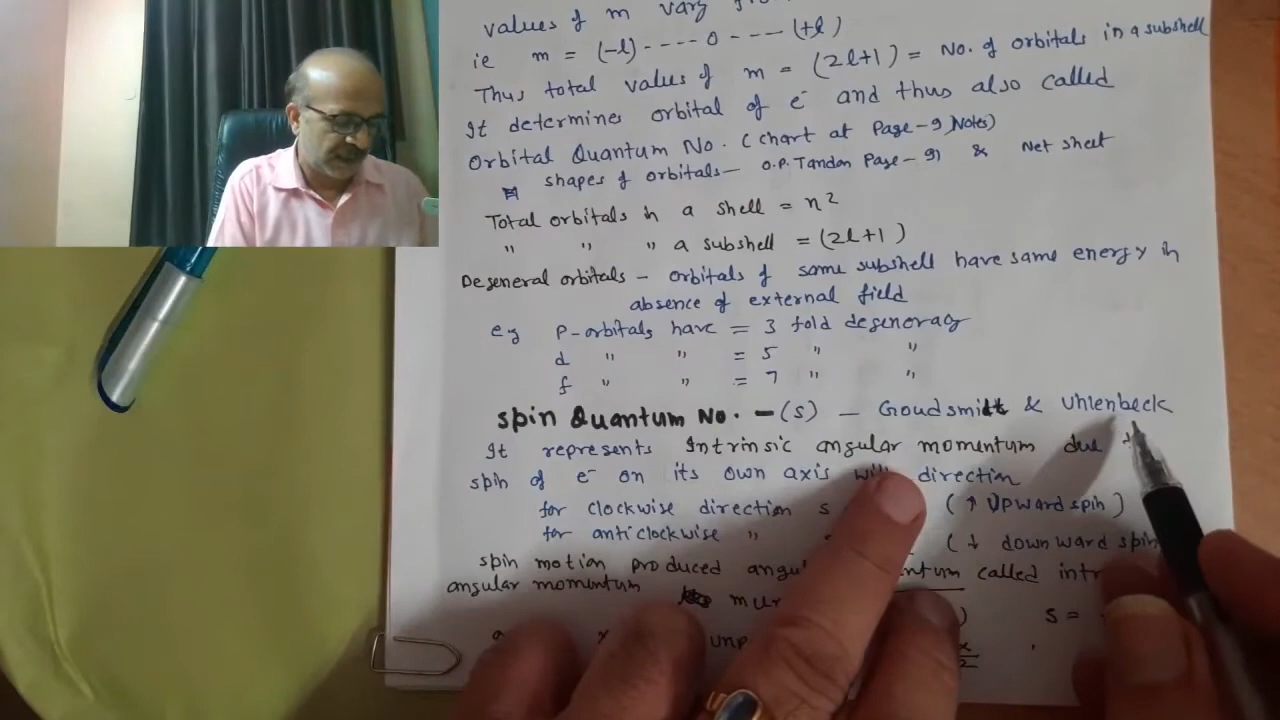 values of m vary
ie m = (-l) ---- 0 --- (+l)
Thus total values of m = (2l+1) = No. of orbitals in a subshell
It determines orbital of e⁻ and thus also called
Orbital Quantum No. (chart at Page-9 Notes)
shapes of orbitals— O.P. Tandan Page-91 & Net sheet
Total orbitals in a shell = n²
" " " a subshell = (2l+1)
Degeneral orbitals - orbitals of same subshell have same energy in
absence of external field
eg P-orbitals have = 3 fold degeneracy
d " " = 5 " "
f " " = 7 " "
Spin Quantum No. - (s) — Goudsmitt & Uhlenbeck
It represents Intrinsic angular momentum due
spin of e⁻ on its own axis with direction
for clockwise direction s (↑ Upward spin)
for anticlockwise " (↓ downward spin
spin motion produced called
angular momentum s =